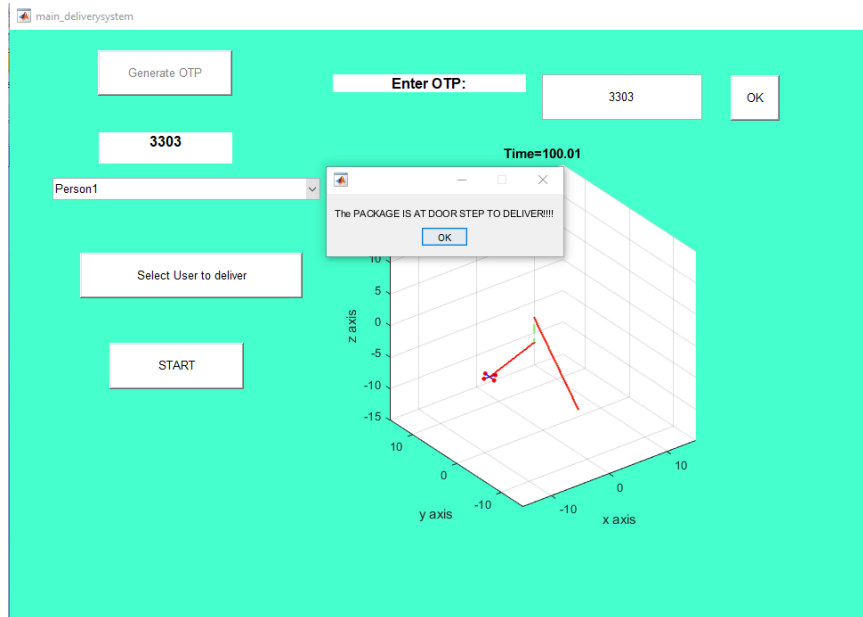 main_deliverysystem
Generate OTP
Enter OTP:
3303
OK
3303
Time=100.01
Person1
The PACKAGE IS AT DOOR STEP TO DELIVER!!!!
OK
Select User to deliver
START
z axis
10
5
0
-5
-10
-15
10
0
-10
y axis
-10
0
10
x axis